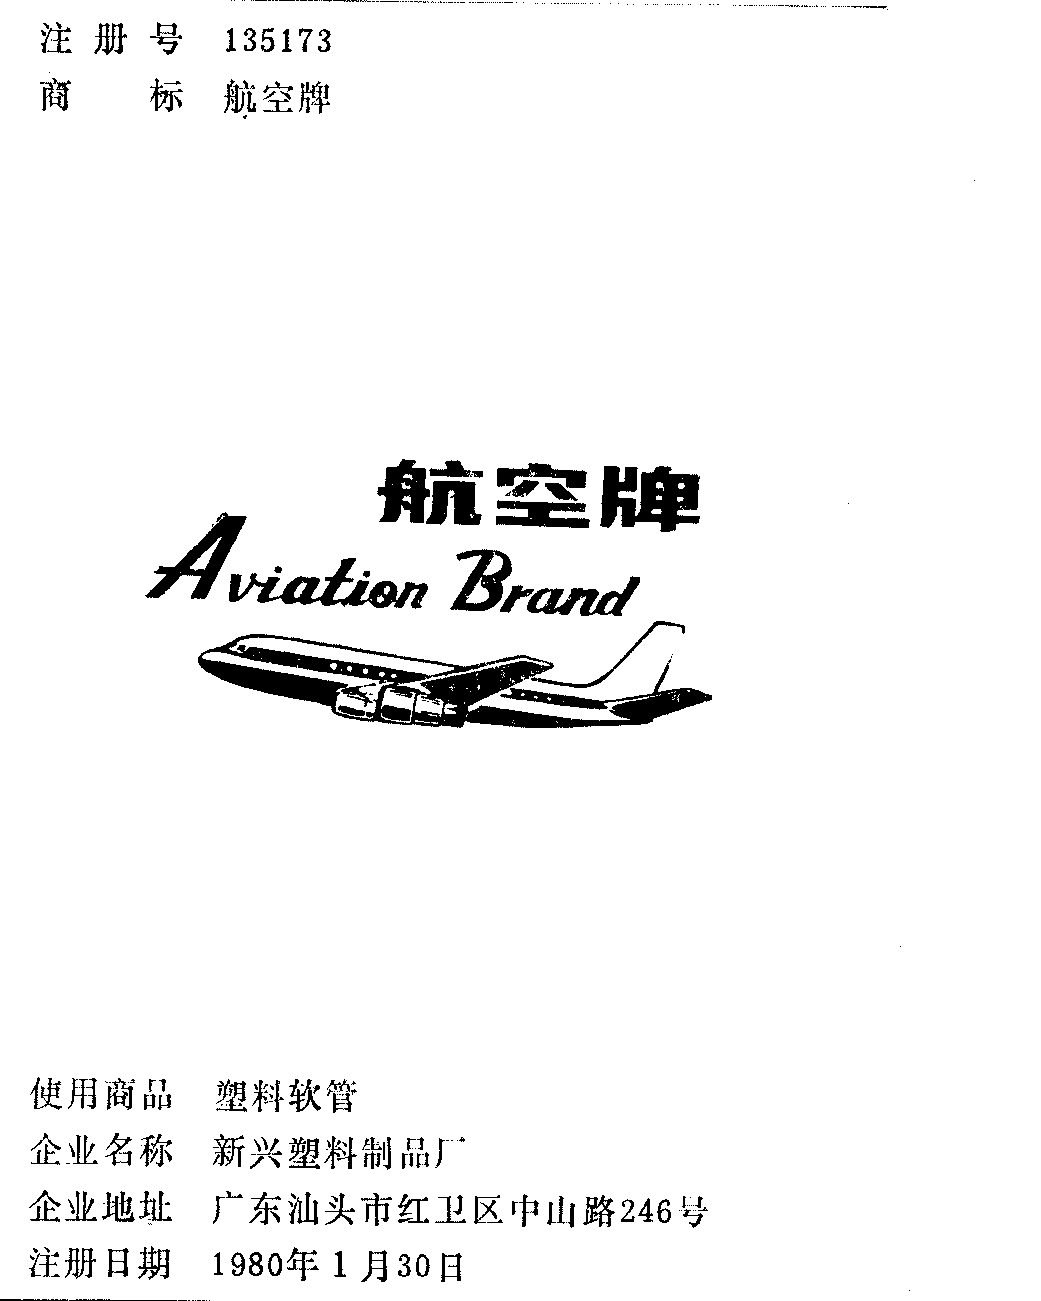 注册号 135173
商标 航空牌
航空牌
Aviation Brand
使用商品 塑料软管
企业名称 新兴塑料制品厂
企业地址 广东汕头市红卫区中山路246号
注册日期 1980年1月30日